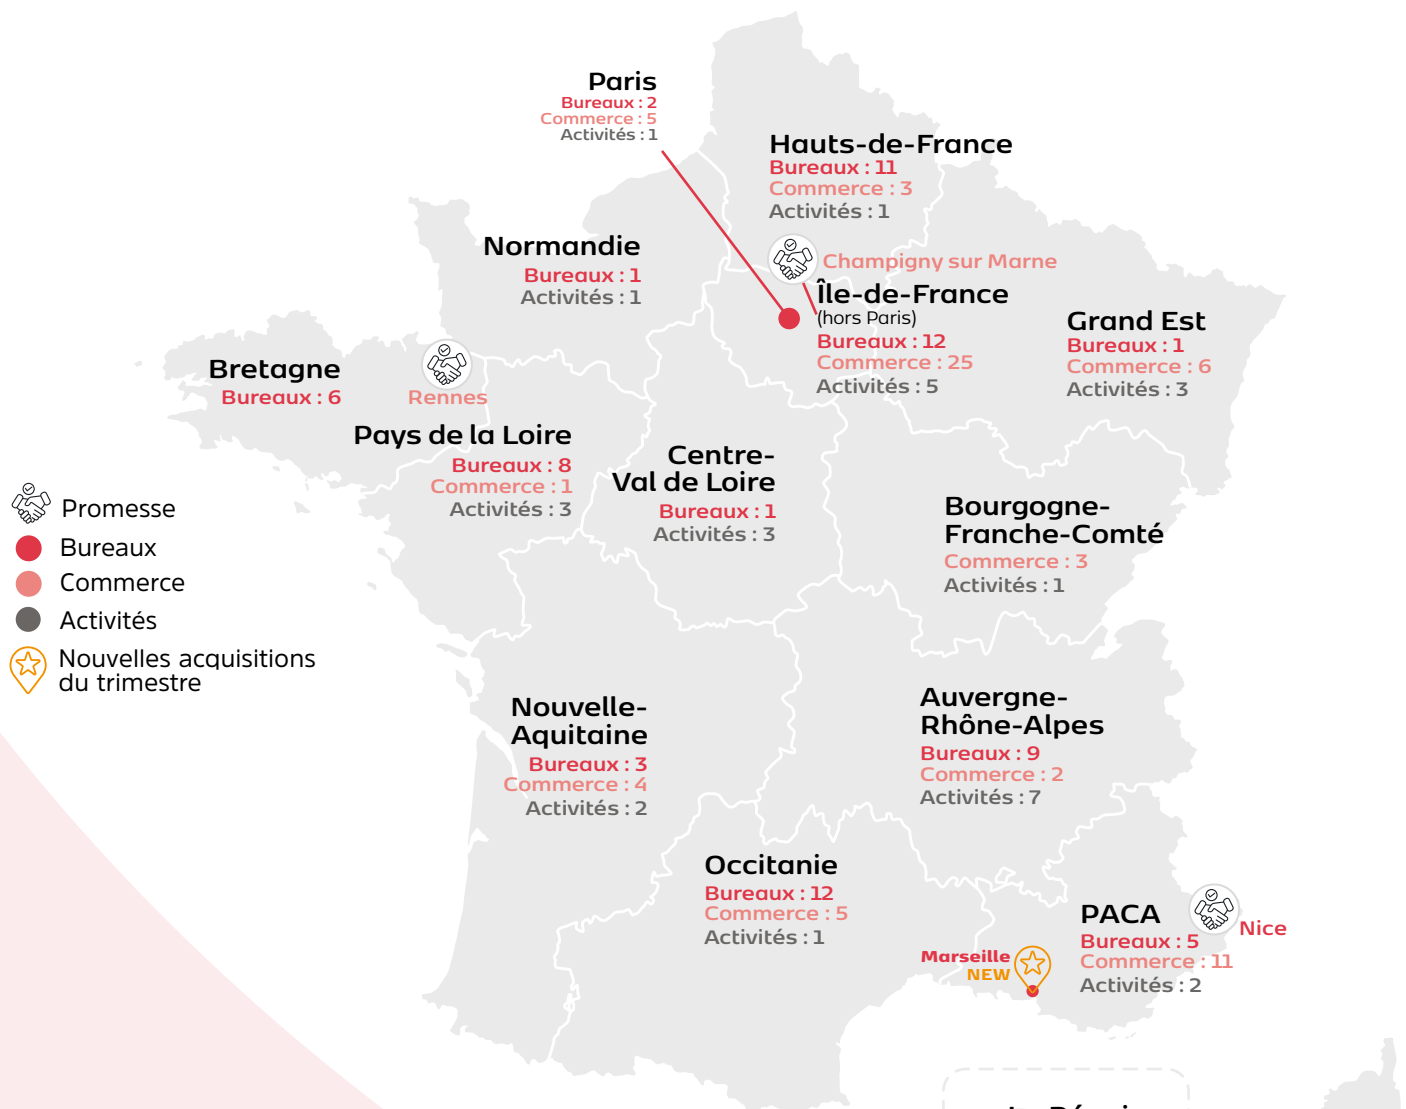 Paris
Bureaux : 2
Commerce : 5
Activités : 1
Hauts-de-France
Bureaux : 11
Commerce : 3
Activités : 1
Normandie
Bureaux : 1
Activités : 1
Champigny sur Marne
Île-de-France
(hors Paris)
Bureaux : 12
Commerce : 25
Activités : 5
Grand Est
Bureaux : 1
Commerce : 6
Activités : 3
Bretagne
Bureaux : 6
Rennes
Pays de la Loire
Bureaux : 8
Commerce : 1
Activités : 3
Centre-
Val de Loire
Bureaux : 1
Activités : 3
Bourgogne-
Franche-Comté
Commerce : 3
Activités : 1
Promesse
Bureaux
Commerce
Activités
Nouvelles acquisitions
du trimestre
Nouvelle-
Aquitaine
Bureaux : 3
Commerce : 4
Activités : 2
Auvergne-
Rhône-Alpes
Bureaux : 9
Commerce : 2
Activités : 7
Occitanie
Bureaux : 12
Commerce : 5
Activités : 1
PACA
Bureaux : 5
Commerce : 11
Activités : 2
Nice
Marseille
NEW